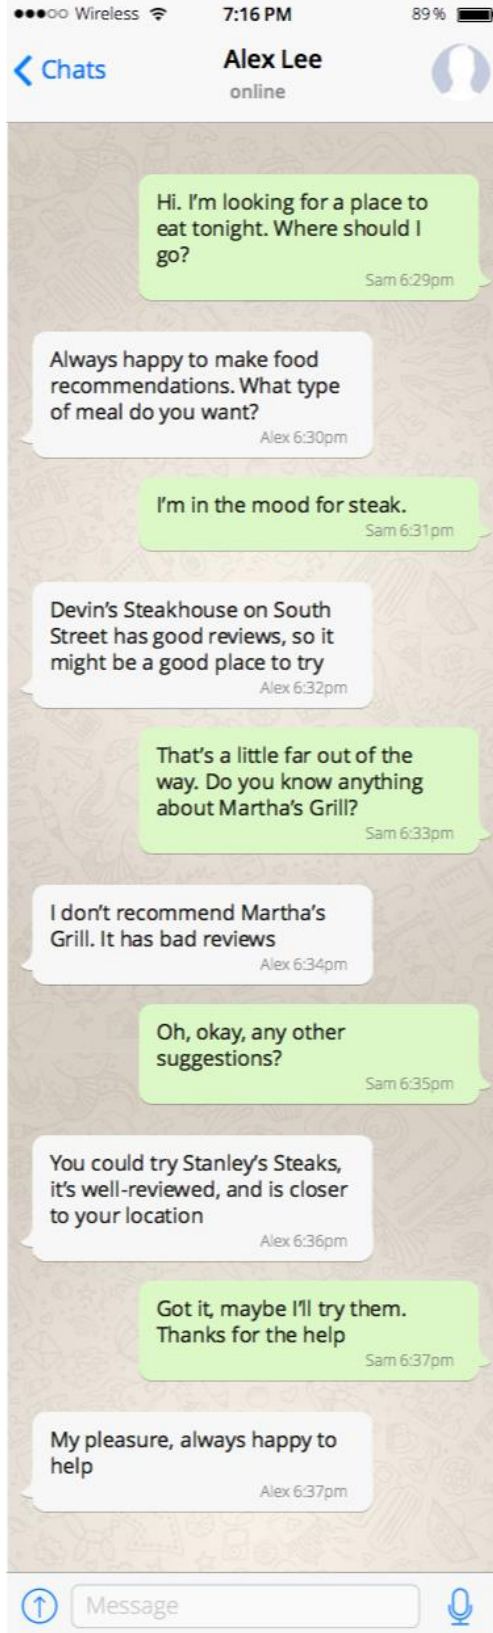 Wireless 7:16 PM 89%
Chats
Alex Lee
online
Hi. I'm looking for a place to
eat tonight. Where should I
go?
Sam 6:29pm
Always happy to make food
recommendations. What type
of meal do you want?
Alex 6:30pm
I'm in the mood for steak.
Sam 6:31pm
Devin's Steakhouse on South
Street has good reviews, so it
might be a good place to try
Alex 6:32pm
That's a little far out of the
way. Do you know anything
about Martha's Grill?
Sam 6:33pm
I don't recommend Martha's
Grill. It has bad reviews
Alex 6:34pm
Oh, okay, any other
suggestions?
Sam 6:35pm
You could try Stanley's Steaks,
it's well-reviewed, and is closer
to your location
Alex 6:36pm
Got it, maybe I'll try them.
Thanks for the help
Sam 6:37pm
My pleasure, always happy to
help
Alex 6:37pm
Message